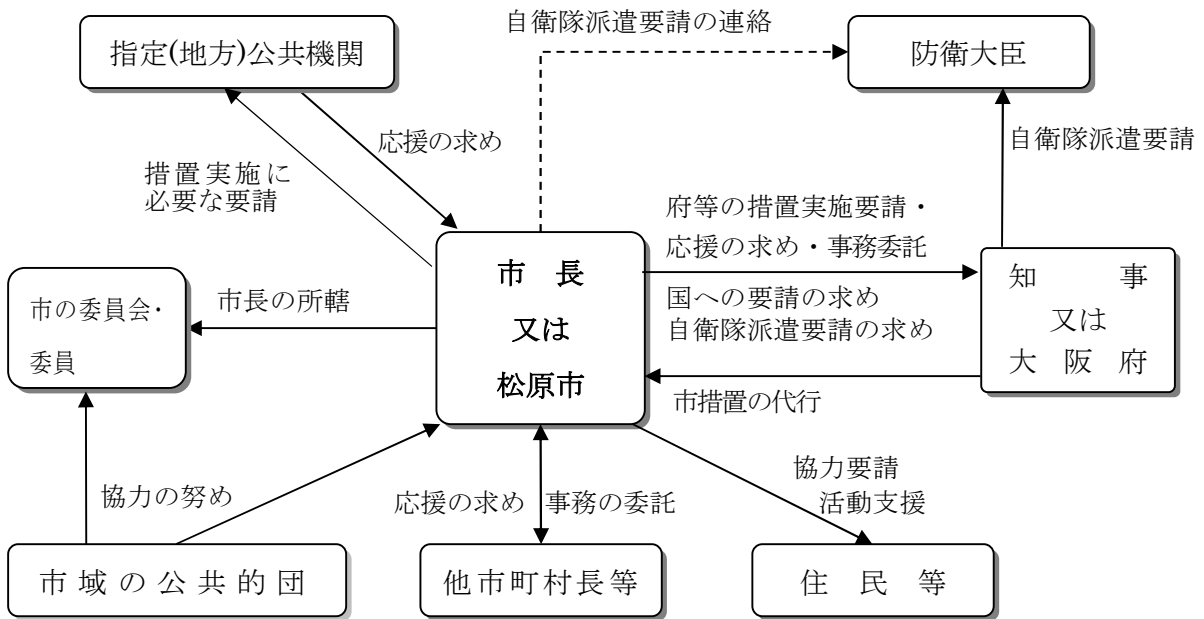 自衛隊派遣要請の連絡
指定(地方)公共機関
防衛大臣
応援の求め
自衛隊派遣要請
措置実施に
必要な要請
府等の措置実施要請・
応援の求め・事務委託
市　長
又は
松原市
知　事
又は
大　阪　府
市の委員会・
委員
市長の所轄
国への要請の求め
自衛隊派遣要請の求め
市措置の代行
協力の努め
応援の求め
事務の委託
協力要請
活動支援
市域の公共的団
他市町村長等
住　民　等